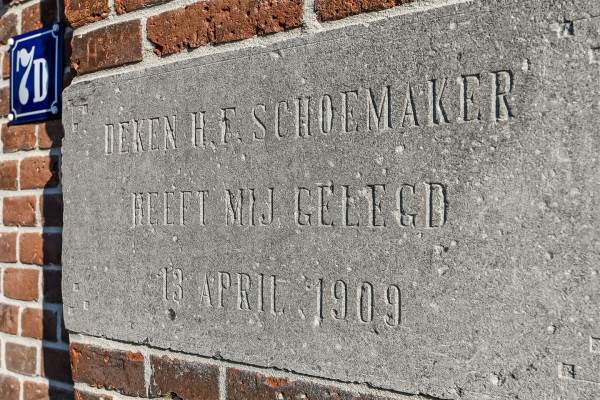 7D
DEKEN H.F. SCHOEMAKER
HEEFT MIJ GELEGD
13 APRIL 1909